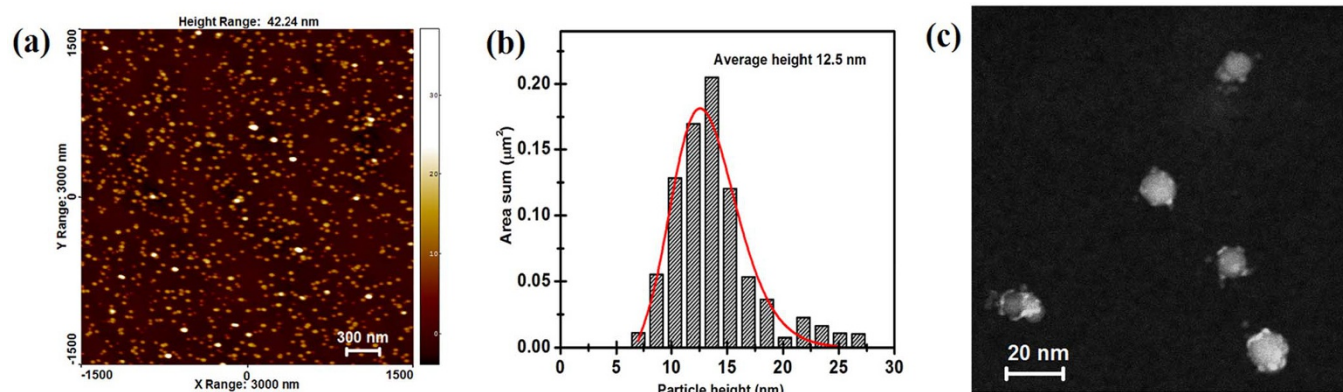 (a)
Height Range: 42.24 nm
1500
0
-1500
Y Range: 3000 nm
-1500
0
1500
X Range: 3000 nm
300 nm
30
20
10
0
(b)
Average height 12.5 nm
0.20
0.15
0.10
0.05
0.00
Area sum (μm²)
0
5
10
15
20
25
30
Particle height (nm)
(c)
20 nm